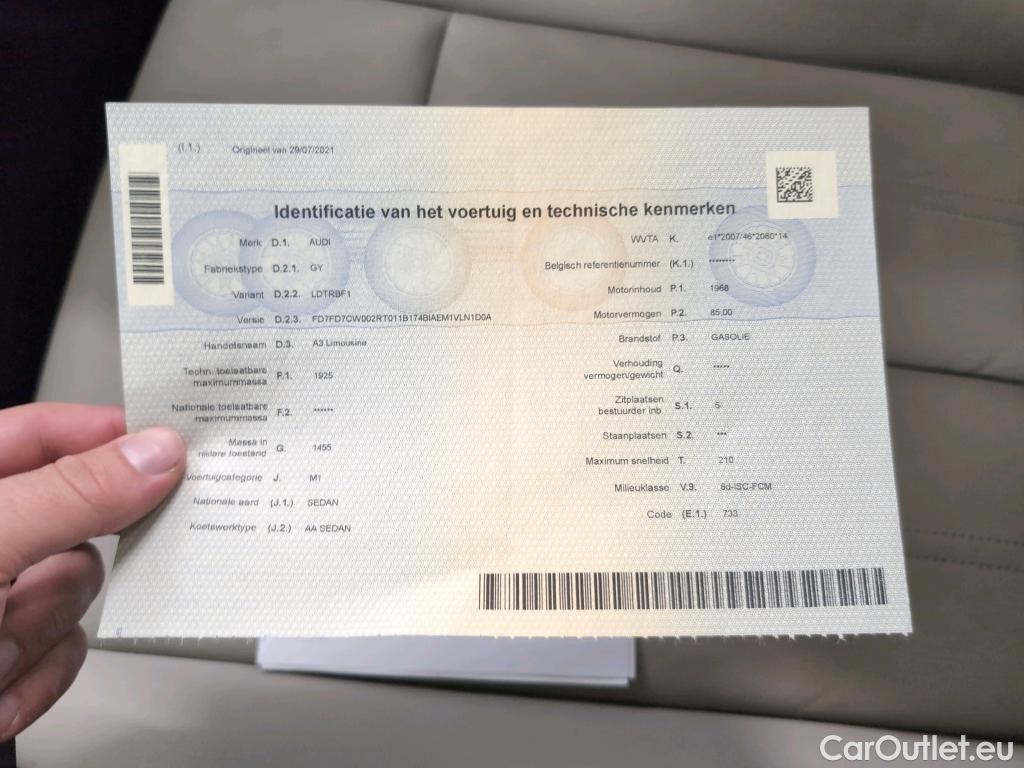 (I.1.) Origineel van 29/07/2021
Identificatie van het voertuig en technische kenmerken
Merk D.1. AUDI
Fabriekstype D.2.1. GY
Variant D.2.2. LDTRBF1
Versie D.2.3. FD7FD7CW002RT011B174BIAEM1VLN1D0A
Handelsnaam D.3. A3 Limousine
Techn. toelaatbare
maximummassa F.1. 1925
Nationale toelaatbare
maximummassa F.2. ******
Massa in
rijklare toestand G. 1455
Voertuigcategorie J. M1
Nationale aard (J.1.) SEDAN
Koetswerktype (J.2.) AA SEDAN
WVTA K. e1*2007/46*2060*14
Belgisch referentienummer (K.1.) ********
Motorinhoud P.1. 1968
Motorvermogen P.2. 85,00
Brandstof P.3. GASOLIE
Verhouding
vermogen/gewicht Q. *****
Zitplaatsen
bestuurder inb. S.1. 5
Staanplaatsen S.2. ***
Maximum snelheid T. 210
Milieuklasse V.9. 6d-ISC-FCM
Code (E.1.) 733
CarOutlet.eu